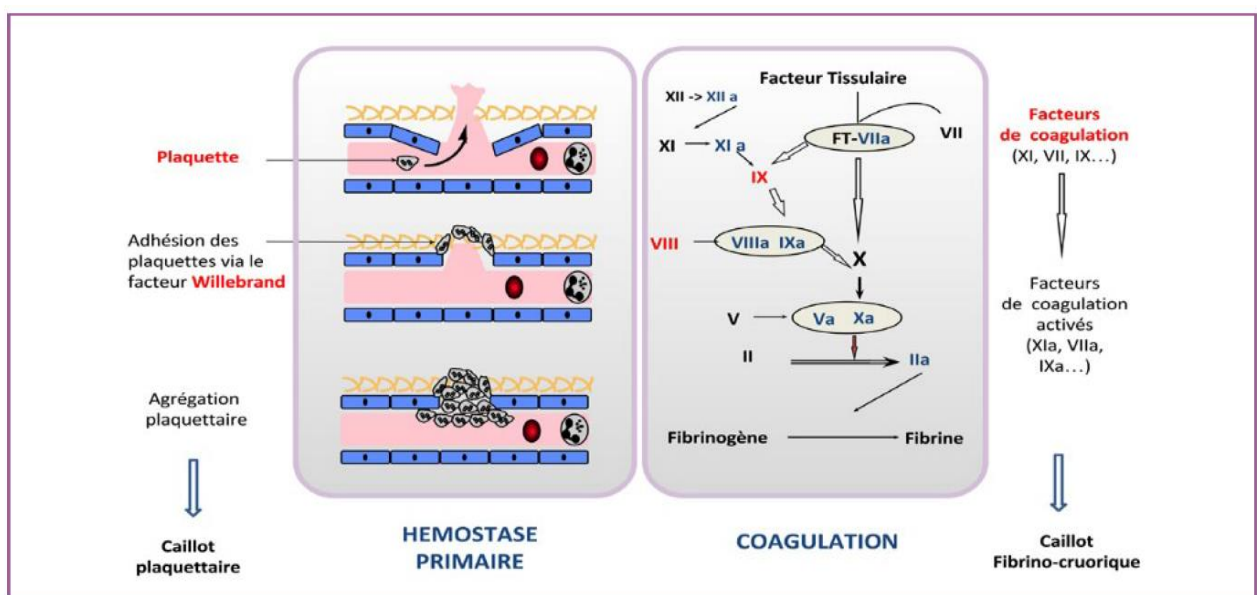 Plaquette
Adhésion des
plaquettes via le
facteur Willebrand
Agrégation
plaquettaire
Caillot
plaquettaire
HEMOSTASE
PRIMAIRE
Facteur Tissulaire
XII -> XII a
VII
FT-VIIa
XI
XI a
IX
VIII
VIIIa IXa
X
V
Va Xa
II
IIa
Fibrinogène
Fibrine
COAGULATION
Facteurs
de coagulation
(XI, VII, IX...)
Facteurs
de coagulation
activés
(XIa, VIIa,
IXa...)
Caillot
Fibrino-cruorique